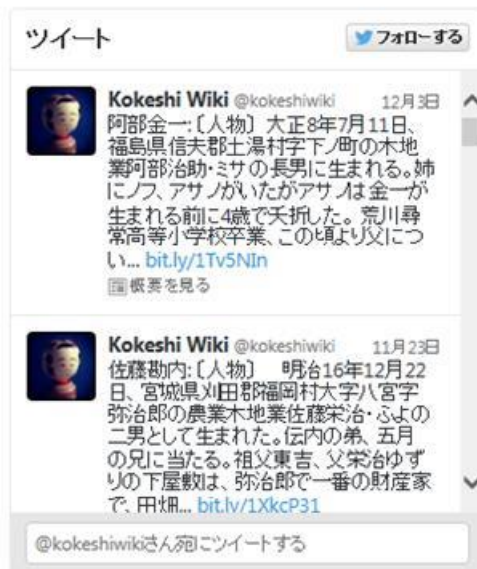 ツイート
フォローする
Kokeshi Wiki @kokeshiwiki 12月3日
阿部金一:〔人物〕 大正8年7月11日、
福島県信夫郡土湯村字下ノ町の木地
業阿部治助・ミサの長男に生まれる。姉
にノブ、アサノがいたがアサノは金一が
生まれる前に4歳で夭折した。荒川尋
常高等小学校卒業、この頃より父につ
い... bit.ly/1Tv5NIn
概要を見る
Kokeshi Wiki @kokeshiwiki 11月23日
佐藤勘内:〔人物〕 明治16年12月22
日、宮城県刈田郡福岡村大字八宮字
弥治郎の農業木地業佐藤栄治・ふよの
二男として生まれた。伝内の弟、五月
の兄に当たる。祖父東吉、父栄治ゆず
りの下屋敷は、弥治郎で一番の財産家
で、田畑... bit.ly/1XkcP31
@kokeshiwikiさん宛にツイートする